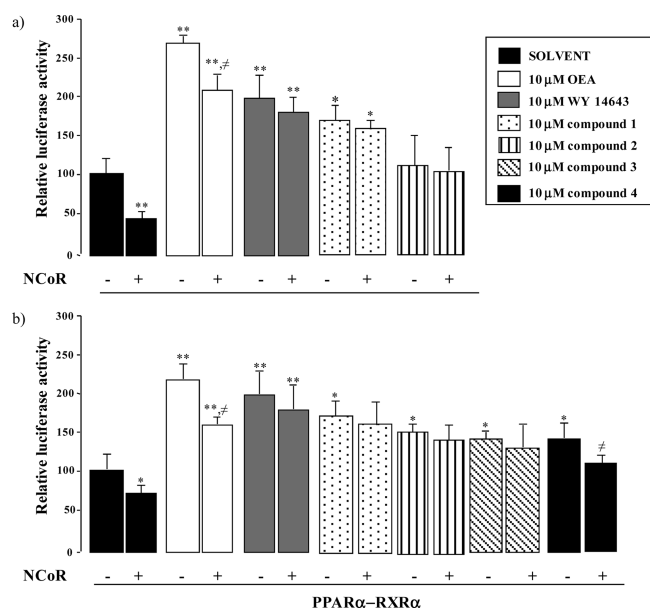 a)
Relative luciferase activity
300
250
200
150
100
50
0
**
**
**,≠
**
**
*
*
NCoR - + - + - + - + - +
SOLVENT
10 µM OEA
10 µM WY 14643
10 µM compound 1
10 µM compound 2
10 µM compound 3
10 µM compound 4
b)
Relative luciferase activity
300
250
200
150
100
50
0
*
**
**,≠
**
**
*
*
*
*
≠
NCoR - + - + - + - + - + - + - +
PPARα–RXRα